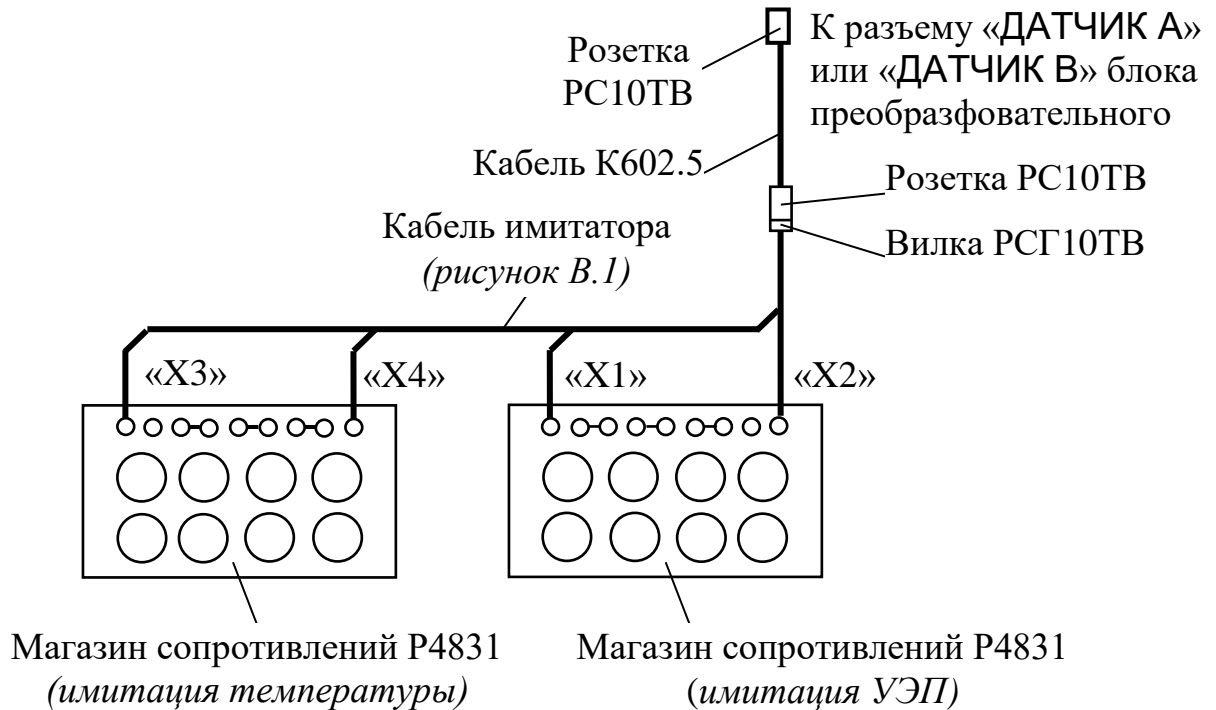 Розетка
РС10ТВ
К разъему «ДАТЧИК А»
или «ДАТЧИК В» блока
преобразфовательного
Кабель К602.5
Розетка РС10ТВ
Вилка РСГ10ТВ
Кабель имитатора
(рисунок В.1)
«Х3»
«Х4»
«Х1»
«Х2»
Магазин сопротивлений Р4831
(имитация температуры)
Магазин сопротивлений Р4831
(имитация УЭП)